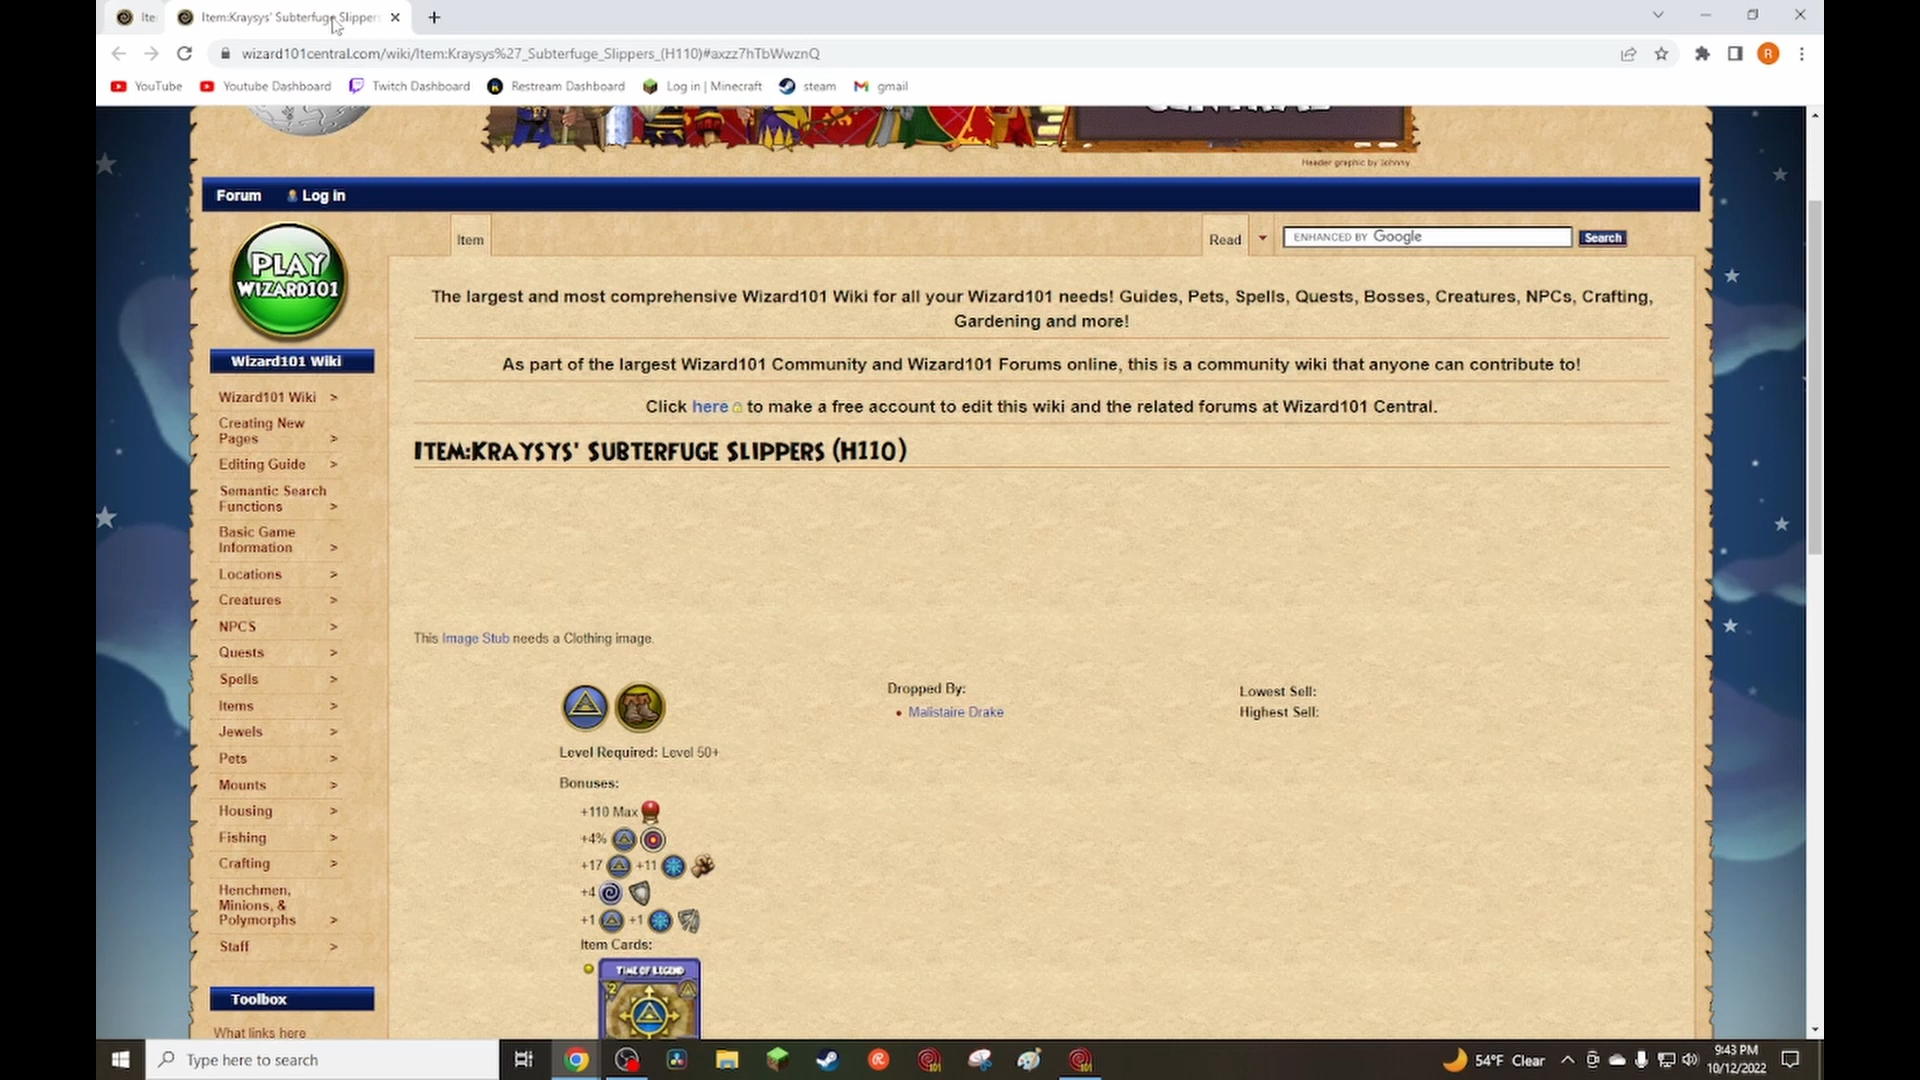 Ite
Item:Kraysys' Subterfuge Slippers
wizard101central.com/wiki/Item:Kraysys%27_Subterfuge_Slippers_(H110)#axzz7hTbWwznQ
R
YouTube
Youtube Dashboard
Twitch Dashboard
Restream Dashboard
Log in | Minecraft
steam
gmail
Header graphic by Johnny
Forum
Log in
PLAY
WIZARD101
Item
Read
ENHANCED BY Google
Search
The largest and most comprehensive Wizard101 Wiki for all your Wizard101 needs! Guides, Pets, Spells, Quests, Bosses, Creatures, NPCs, Crafting,
Gardening and more!
As part of the largest Wizard101 Community and Wizard101 Forums online, this is a community wiki that anyone can contribute to!
Click here to make a free account to edit this wiki and the related forums at Wizard101 Central.
Item:Kraysys' Subterfuge Slippers (H110)
Wizard101 Wiki
Wizard101 Wiki >
Creating New
Pages >
Editing Guide >
Semantic Search
Functions >
Basic Game
Information >
Locations >
Creatures >
NPCS >
Quests >
Spells >
Items >
Jewels >
Pets >
Mounts >
Housing >
Fishing >
Crafting >
Henchmen,
Minions, &
Polymorphs >
Staff >
Toolbox
What links here
This Image Stub needs a Clothing image.
Level Required: Level 50+
Bonuses:
+110 Max
+4%
+17 +11
+4
+1 +1
Item Cards:
TIME OF LEGEND
2
Dropped By:
• Malistaire Drake
Lowest Sell:
Highest Sell:
Type here to search
54°F Clear
9:43 PM
10/12/2022